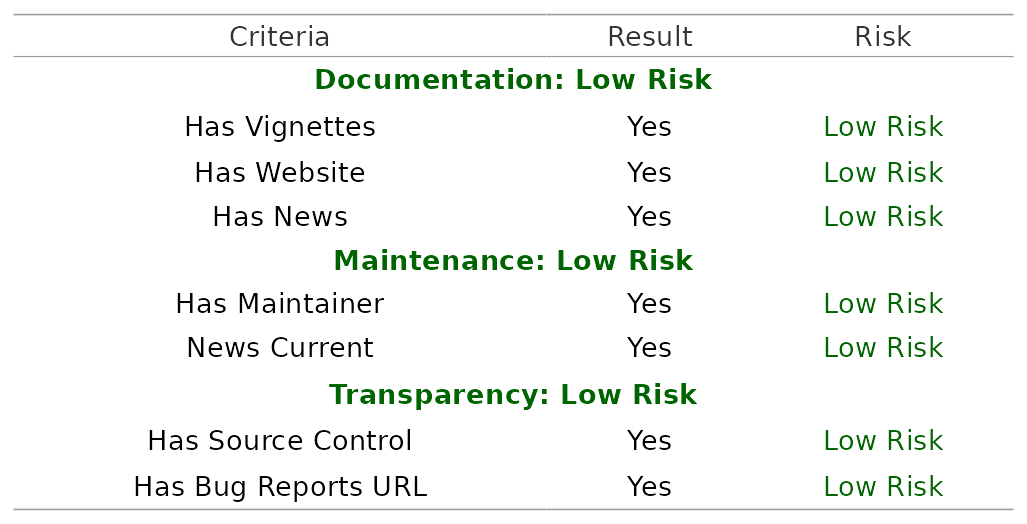 Criteria Result Risk
Documentation: Low Risk
Has Vignettes Yes Low Risk
Has Website Yes Low Risk
Has News Yes Low Risk
Maintenance: Low Risk
Has Maintainer Yes Low Risk
News Current Yes Low Risk
Transparency: Low Risk
Has Source Control Yes Low Risk
Has Bug Reports URL Yes Low Risk